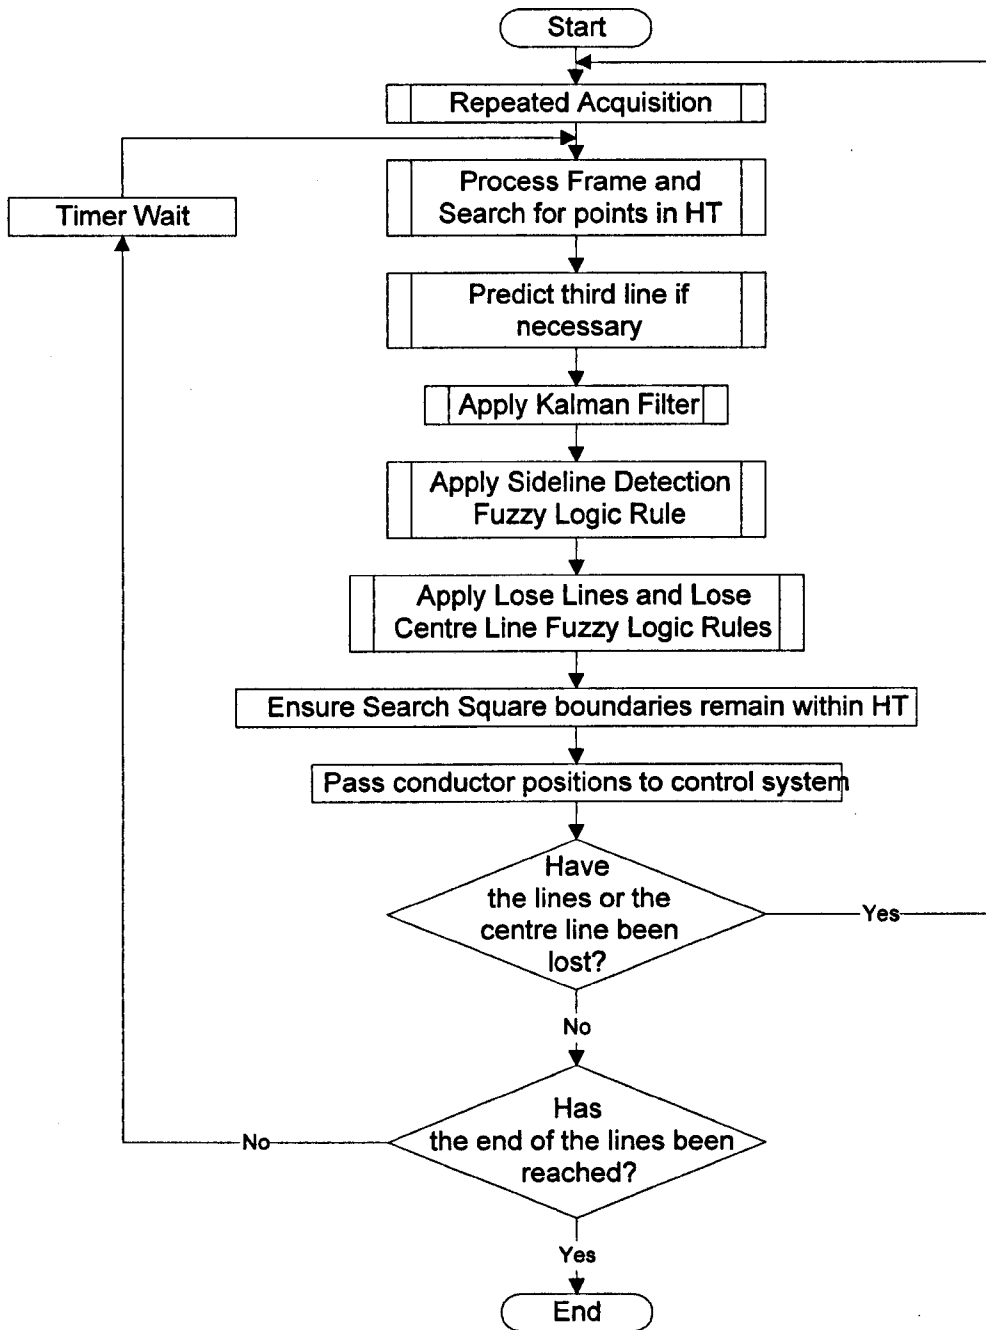 Start
Repeated Acquisition
Process Frame and
Search for points in HT
Timer Wait
Predict third line if
necessary
Apply Kalman Filter
Apply Sideline Detection
Fuzzy Logic Rule
Apply Lose Lines and Lose
Centre Line Fuzzy Logic Rules
Ensure Search Square boundaries remain within HT
Pass conductor positions to control system
Have
the lines or the
centre line been
lost?
Yes
No
Has
the end of the lines been
reached?
No
Yes
End